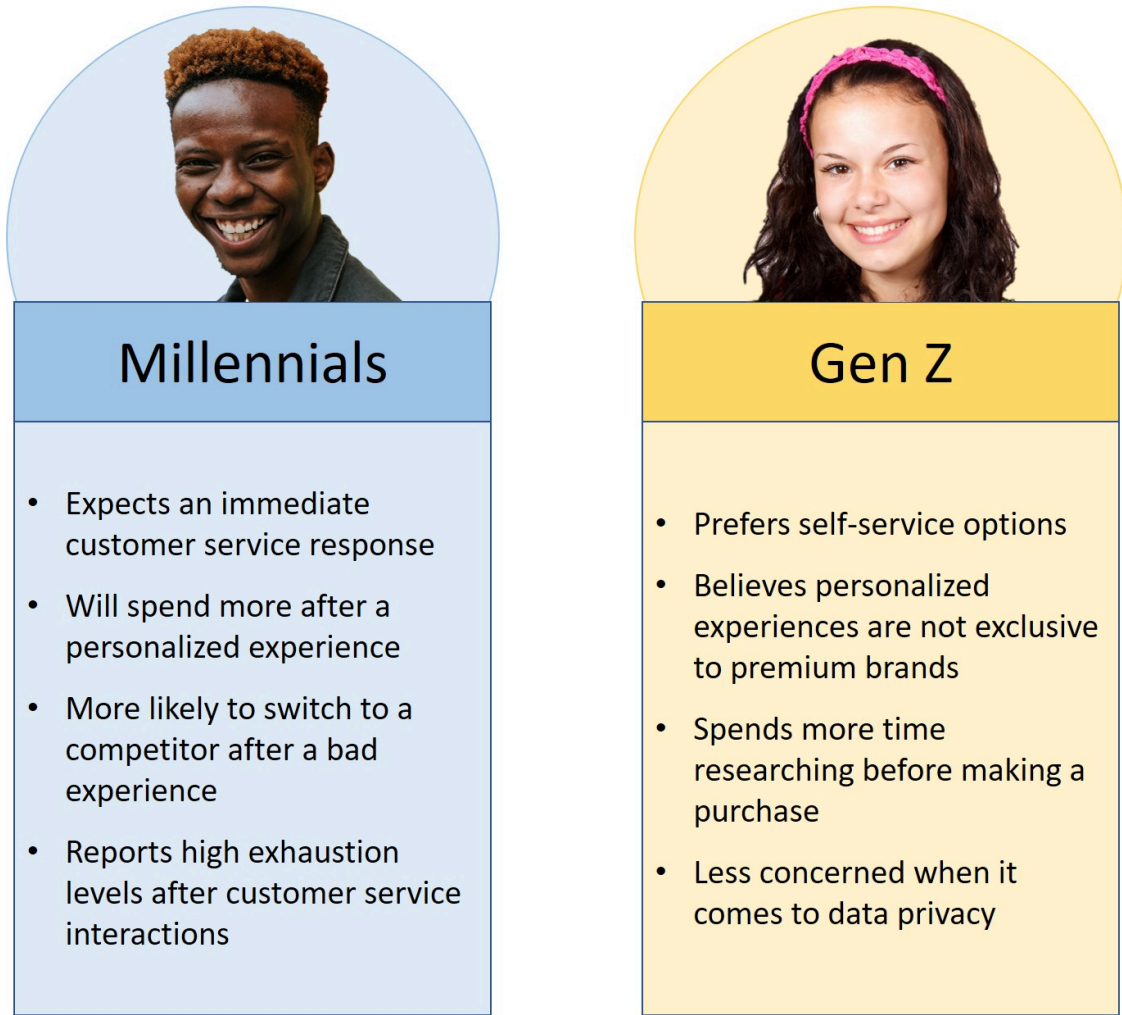 Millennials
• Expects an immediate
customer service response
• Will spend more after a
personalized experience
• More likely to switch to a
competitor after a bad
experience
• Reports high exhaustion
levels after customer service
interactions
Gen Z
• Prefers self-service options
• Believes personalized
experiences are not exclusive
to premium brands
• Spends more time
researching before making a
purchase
• Less concerned when it
comes to data privacy